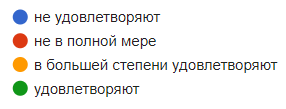 не удовлетворяют
не в полной мере
в большей степени удовлетворяют
удовлетворяют